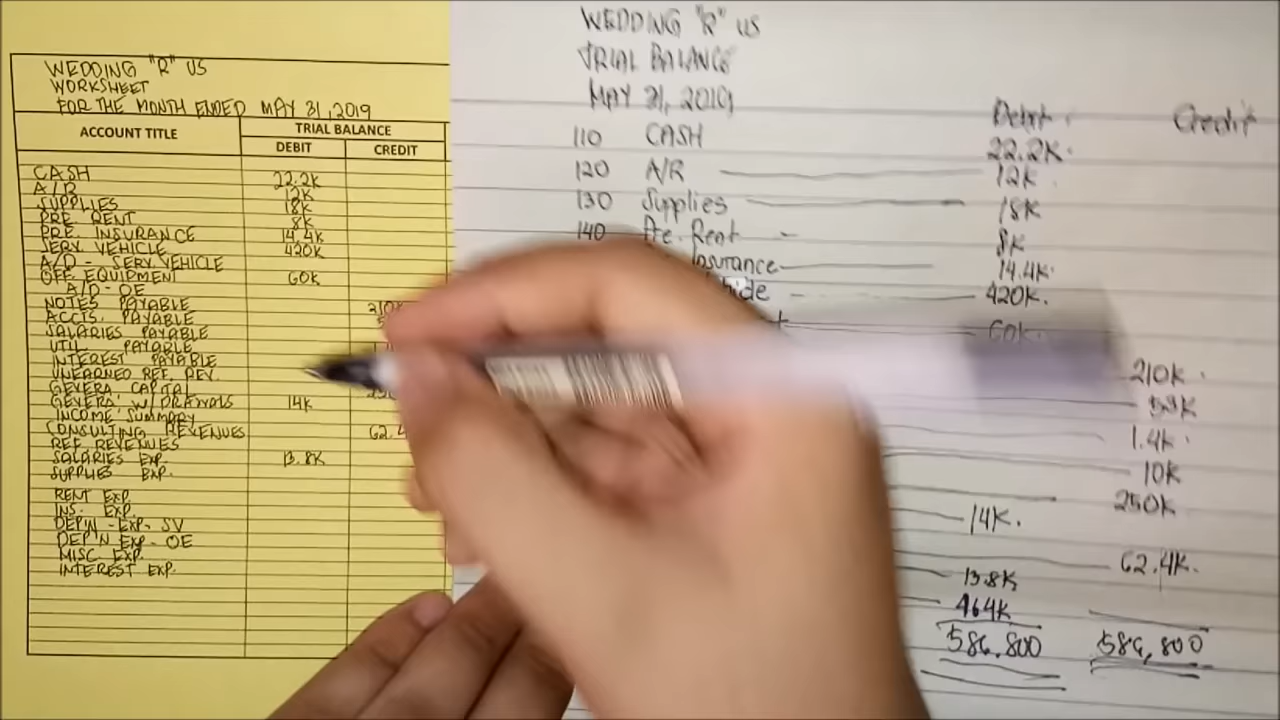 WEDDING "R" US
WORKSHEET
FOR THE MONTH ENDED MAY 31, 2019
ACCOUNT TITLE
TRIAL BALANCE
DEBIT CREDIT
CASH 22.2K
A/R 12K
SUPPLIES 18K
PRE. RENT 8K
PRE. INSURANCE 14.4K
SERV VEHICLE 420K
A/D - SERV VEHICLE
OFF. EQUIPMENT 60K
A/D - OE
NOTES PAYABLE
ACCTS. PAYABLE
SALARIES PAYABLE
UTIL. PAYABLE
INTEREST PAYABLE
UNEARNED REF. REV.
GEVERA CAPITAL
GEVERA W/DRAWALS 14K
INCOME SUMMARY
CONSULTING REVENUES 62.4
REF. REVENUES
SALARIES EXP. 13.8K
SUPPLIES EXP.
RENT EXP.
INS. EXP.
DEP'N - EXP- SV
DEP'N EXP- OE
MISC. EXP.
INTEREST EXP.
WEDDING "R" US
TRIAL BALANCE
MAY 31, 2019
Debit Credit
110 CASH 22.2K
120 A/R 12K
130 Supplies 18K
140 Pre. Rent 8K
Insurance 14.4K
420K
60K
210K
59K
1.4K
10K
250K
14K
62.4K
13.8K
586,800 586,800